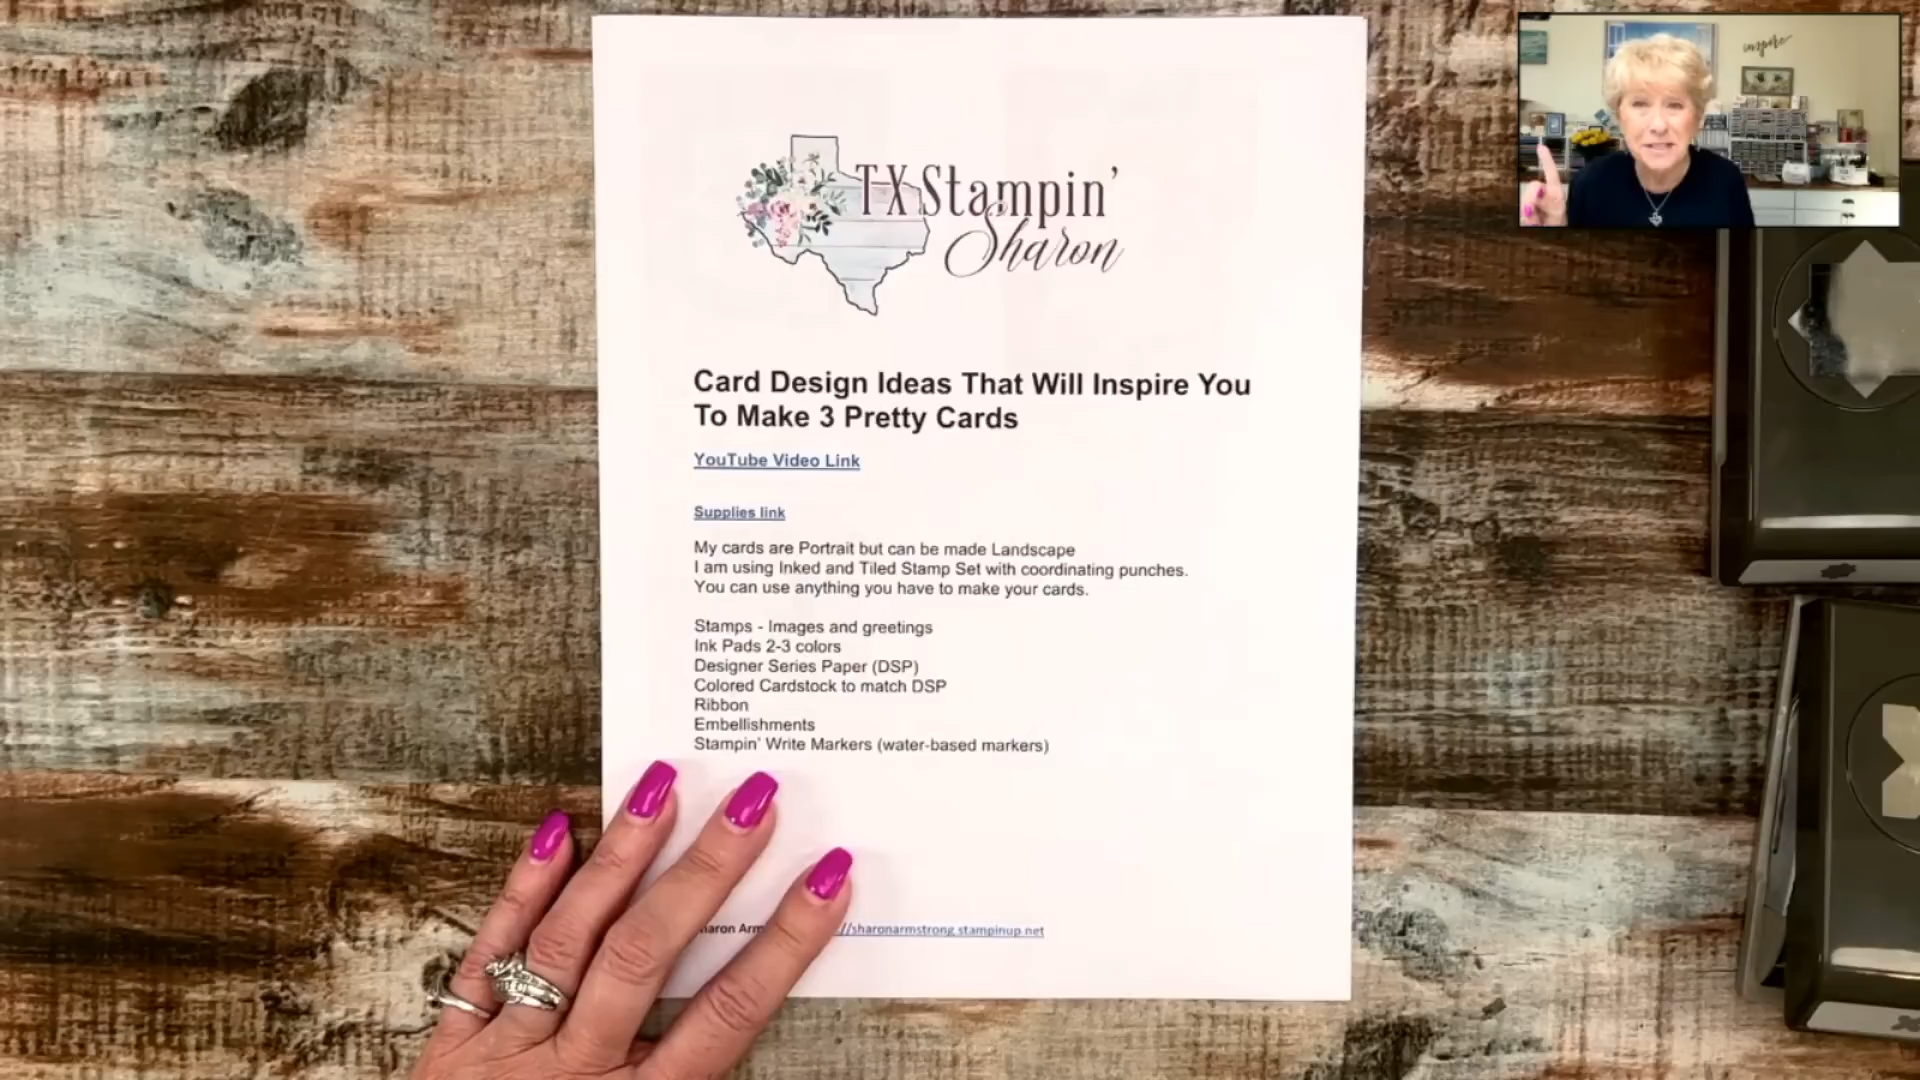 inspire
TX Stampin'
Sharon
Card Design Ideas That Will Inspire You
To Make 3 Pretty Cards
YouTube Video Link
Supplies link
My cards are Portrait but can be made Landscape
I am using Inked and Tiled Stamp Set with coordinating punches.
You can use anything you have to make your cards.
Stamps - Images and greetings
Ink Pads 2-3 colors
Designer Series Paper (DSP)
Colored Cardstock to match DSP
Ribbon
Embellishments
Stampin' Write Markers (water-based markers)
//sharonarmstrong.stampinup.net